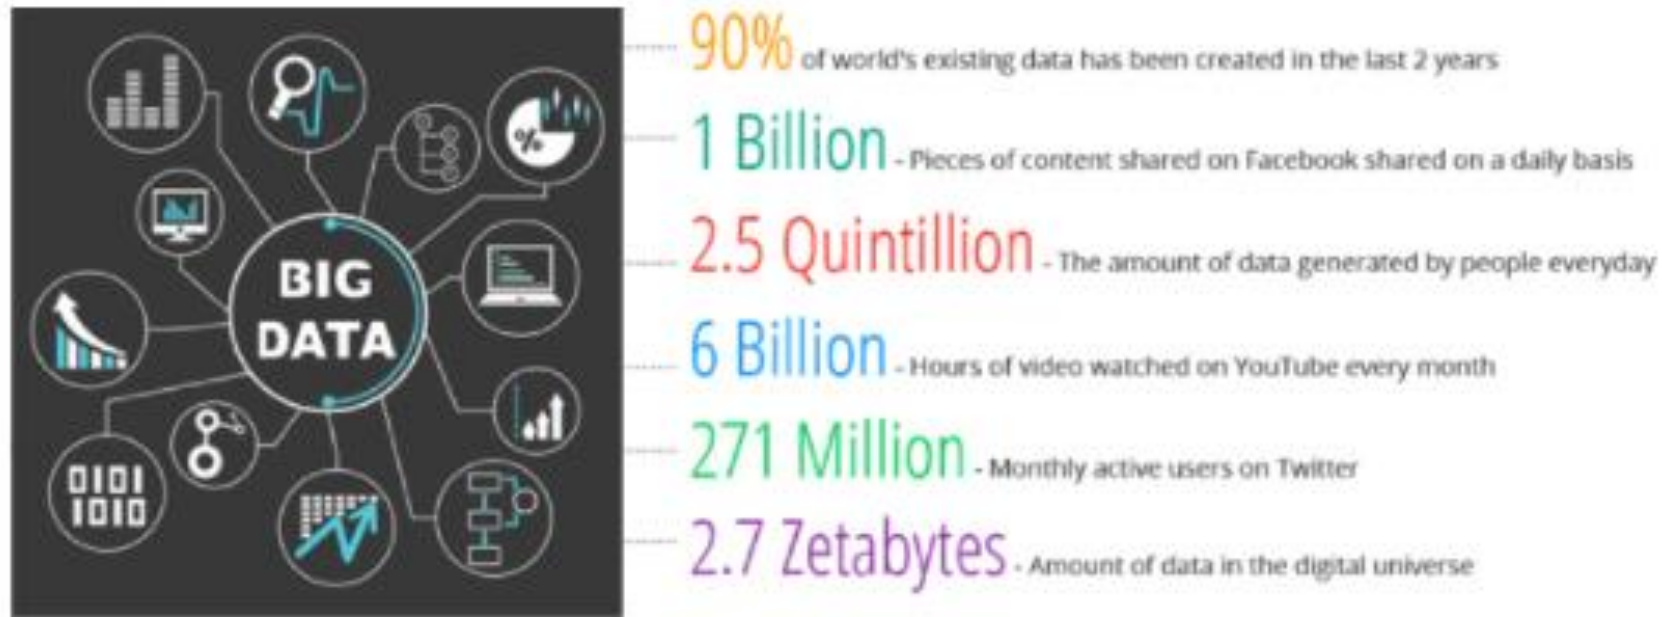 BIG
DATA
%
0101
1010
90% of world's existing data has been created in the last 2 years
1 Billion - Pieces of content shared on Facebook shared on a daily basis
2.5 Quintillion - The amount of data generated by people everyday
6 Billion - Hours of video watched on YouTube every month
271 Million - Monthly active users on Twitter
2.7 Zetabytes - Amount of data in the digital universe